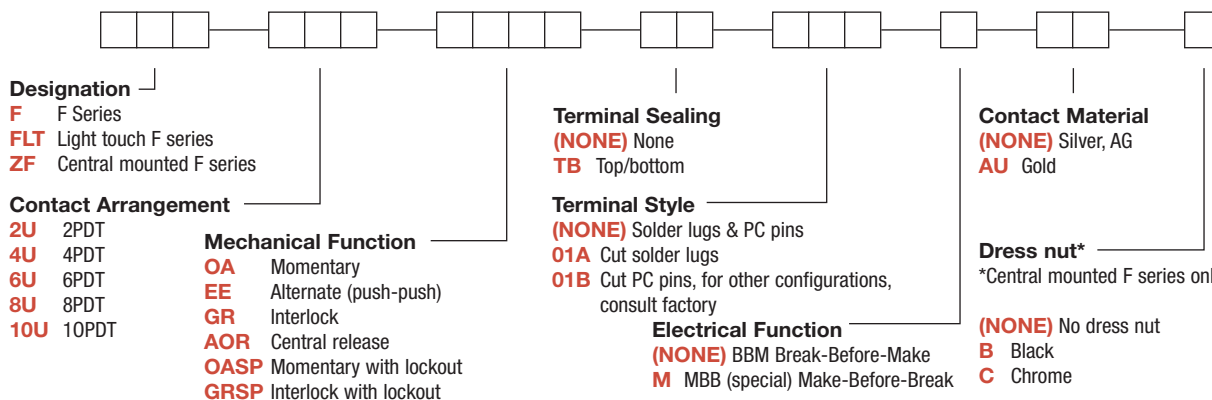 Designation
F F Series
FLT Light touch F series
ZF Central mounted F series
Contact Arrangement
2U 2PDT
4U 4PDT
6U 6PDT
8U 8PDT
10U 10PDT
Mechanical Function
OA Momentary
EE Alternate (push-push)
GR Interlock
AOR Central release
OASP Momentary with lockout
GRSP Interlock with lockout
Terminal Sealing
(NONE) None
TB Top/bottom
Terminal Style
(NONE) Solder lugs & PC pins
01A Cut solder lugs
01B Cut PC pins, for other configurations,
consult factory
Electrical Function
(NONE) BBM Break-Before-Make
M MBB (special) Make-Before-Break
Contact Material
(NONE) Silver, AG
AU Gold
Dress nut*
*Central mounted F series
(NONE) No dress nut
B Black
C Chrome